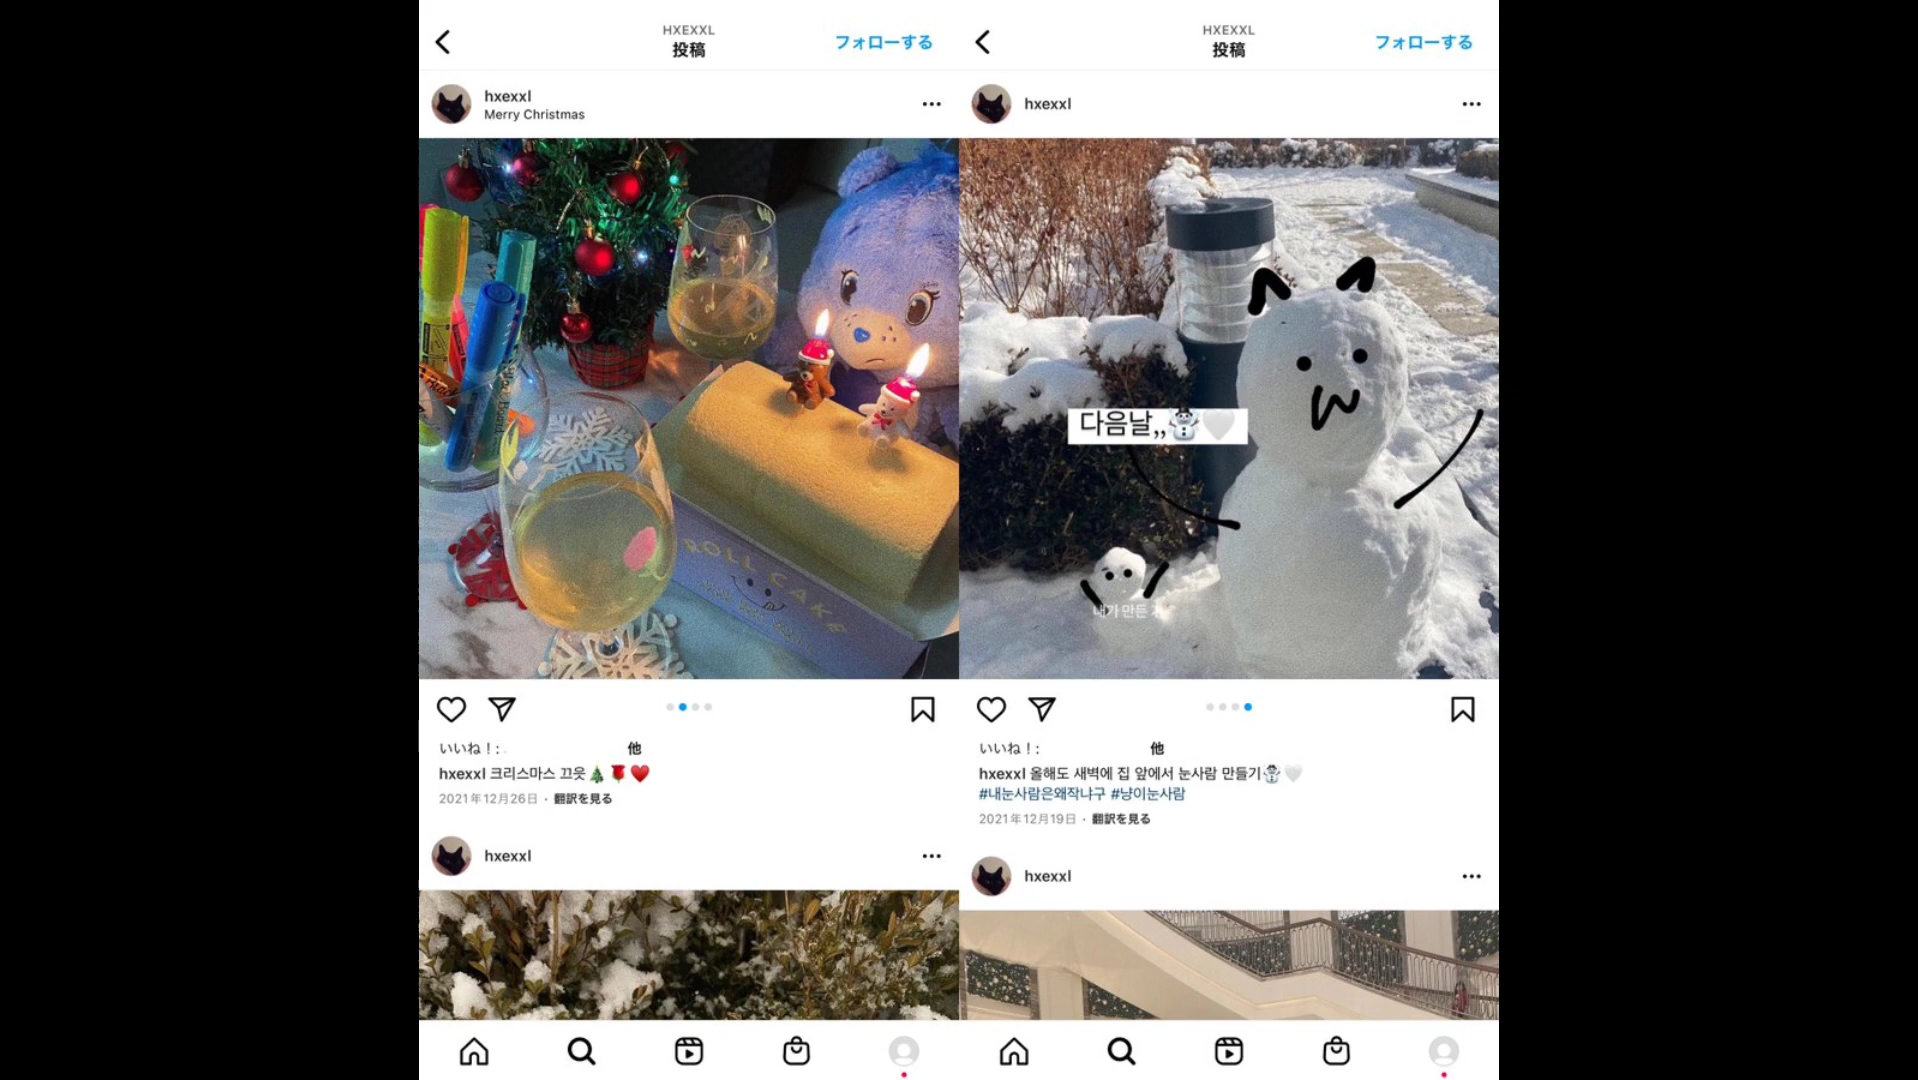 HXEXXL
投稿
フォローする
hxexxl
Merry Christmas
ROLL CAKE
いいね！:
他
hxexxl 크리스마스 끄읏🎄🌹♥️
2021年12月26日 · 翻訳を見る
hxexxl
HXEXXL
投稿
フォローする
hxexxl
다음날,,☃️🤍
내가 만든
いいね！:
他
hxexxl 올해도 새벽에 집 앞에서 눈사람 만들기☃️🤍
#내눈사람은왜작냐구 #냥이눈사람
2021年12月19日 · 翻訳を見る
hxexxl